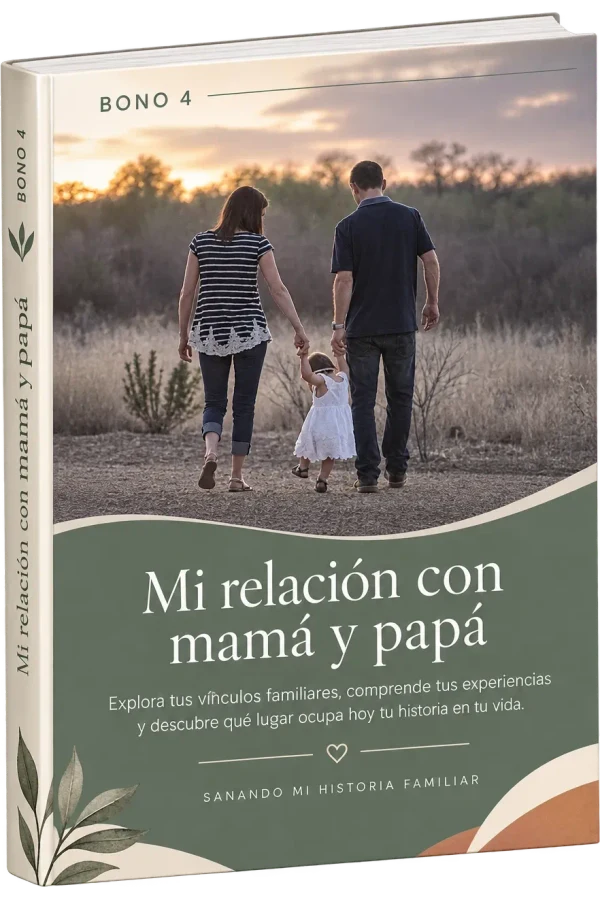 BONO 4
BONO 4
Mi relación con mamá y papá
Mi relación con
mamá y papá
Explora tus vínculos familiares, comprende tus experiencias
y descubre qué lugar ocupa hoy tu historia en tu vida.
SANANDO MI HISTORIA FAMILIAR